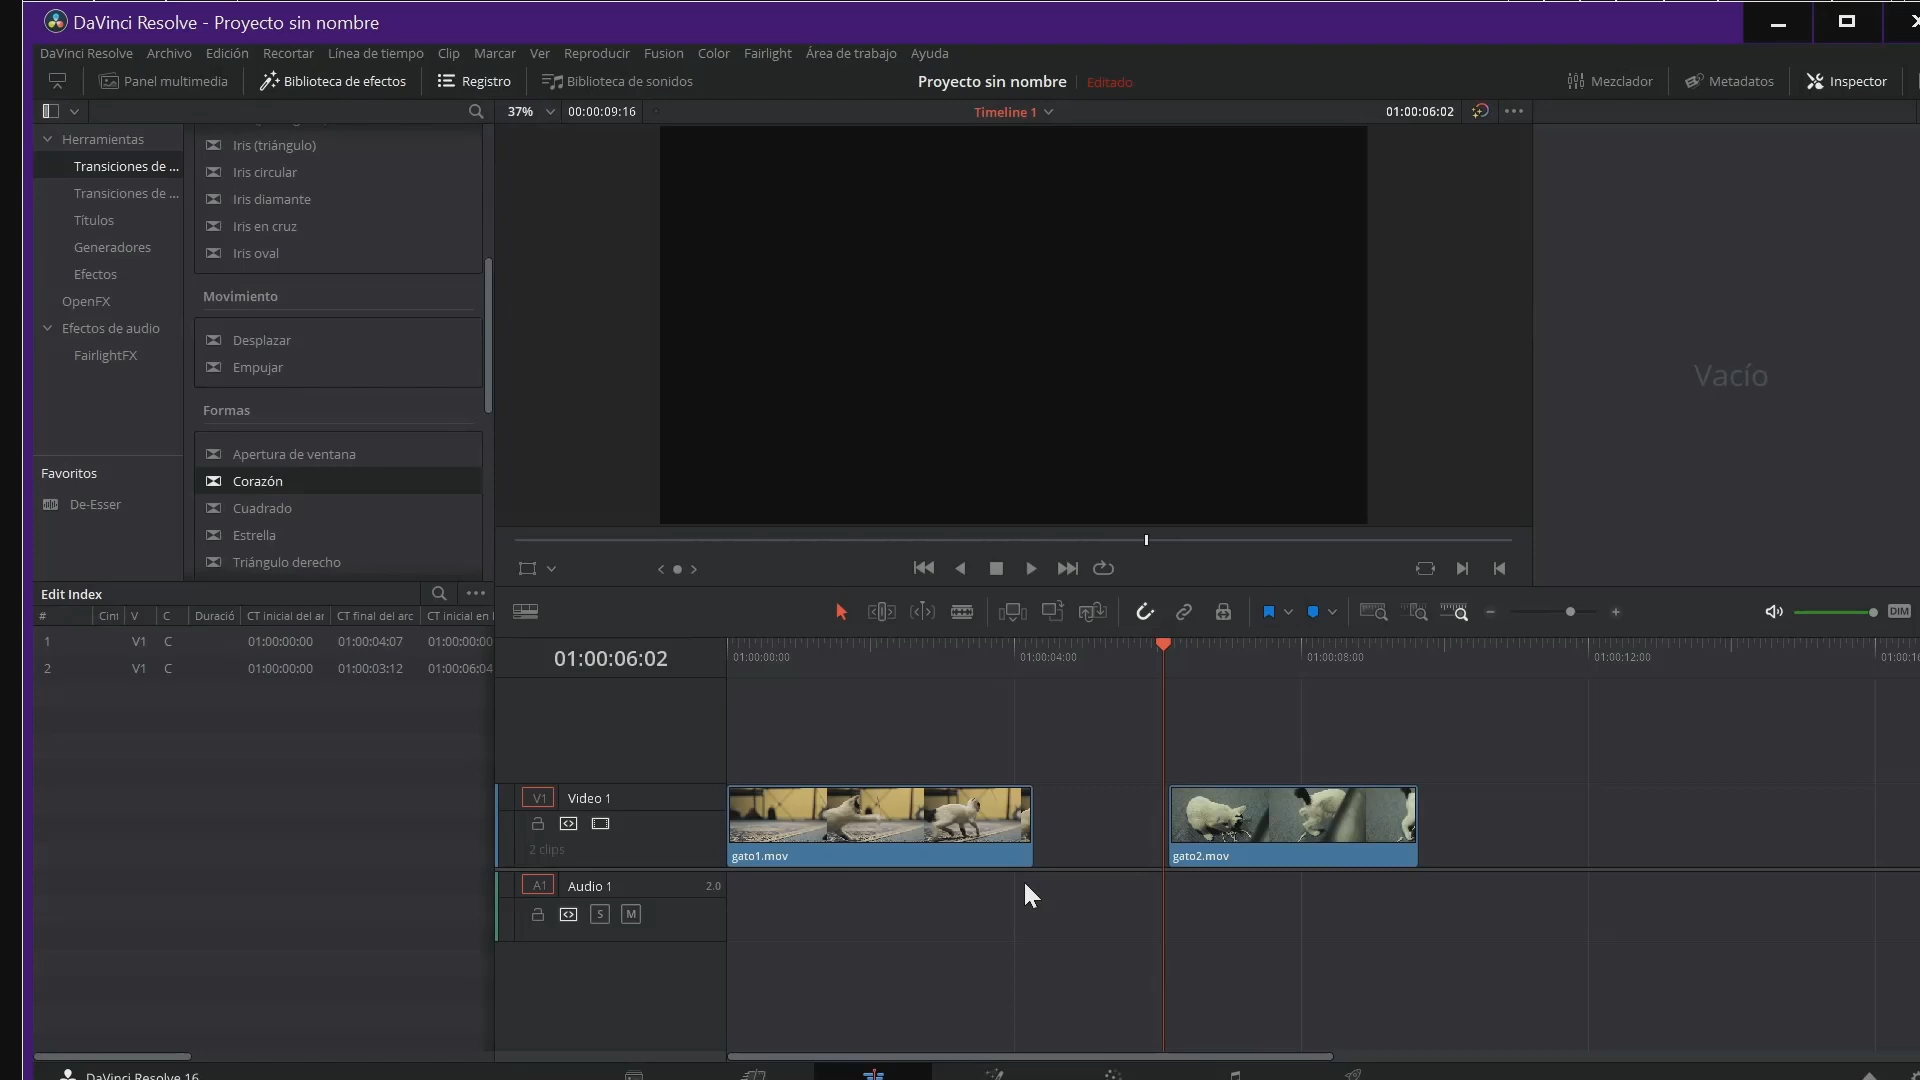 DaVinci Resolve - Proyecto sin nombre
DaVinci Resolve Archivo Edición Recortar Línea de tiempo Clip Marcar Ver Reproducir Fusion Color Fairlight Área de trabajo Ayuda
Panel multimedia Biblioteca de efectos Registro Biblioteca de sonidos Proyecto sin nombre Editado Mezclador Metadatos Inspector
37% 00:00:09:16 Timeline 1 01:00:06:02
Herramientas
Transiciones de ...
Transiciones de ...
Títulos
Generadores
Efectos
OpenFX
Efectos de audio
FairlightFX
Favoritos
De-Esser
Iris (triángulo)
Iris circular
Iris diamante
Iris en cruz
Iris oval
Movimiento
Desplazar
Empujar
Formas
Apertura de ventana
Corazón
Cuadrado
Estrella
Triángulo derecho
Vacío
Edit Index
# Cint V C Duració CT inicial del ar CT final del arc CT inicial en l
1 V1 C 01:00:00:00 01:00:04:07 01:00:00:00
2 V1 C 01:00:00:00 01:00:03:12 01:00:06:04
DIM
01:00:06:02
01:00:00:00 01:00:04:00 01:00:08:00 01:00:12:00 01:00:16
V1 Video 1
2 clips
gato1.mov gato2.mov
A1 Audio 1 2.0
S M
DaVinci Resolve 16